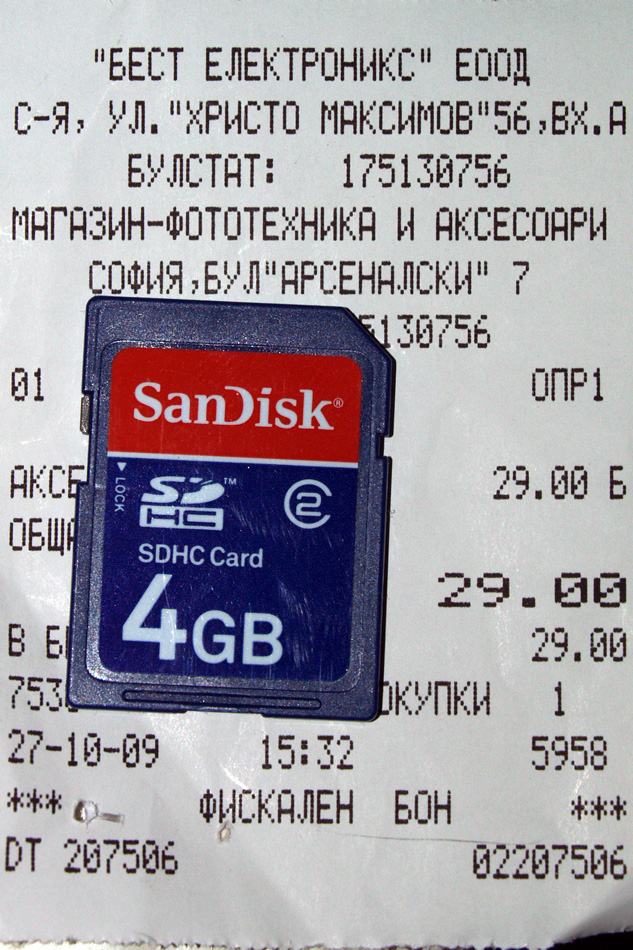 "БЕСТ ЕЛЕКТРОНИКС" ЕООД
С-Я, УЛ."ХРИСТО МАКСИМОВ"56,ВХ.А
БУЛСТАТ: 175130756
МАГАЗИН-ФОТОТЕХНИКА И АКСЕСОАРИ
СОФИЯ,БУЛ"АРСЕНАЛСКИ" 7
5130756
01 ОПР1
29.00 Б
29.00
29.00
1
27-10-09 15:32 5958
*** ФИСКАЛЕН БОН ***
DT 207506 02207506
SanDisk®
LOCK
SD HC™ 2
SDHC Card
4GB